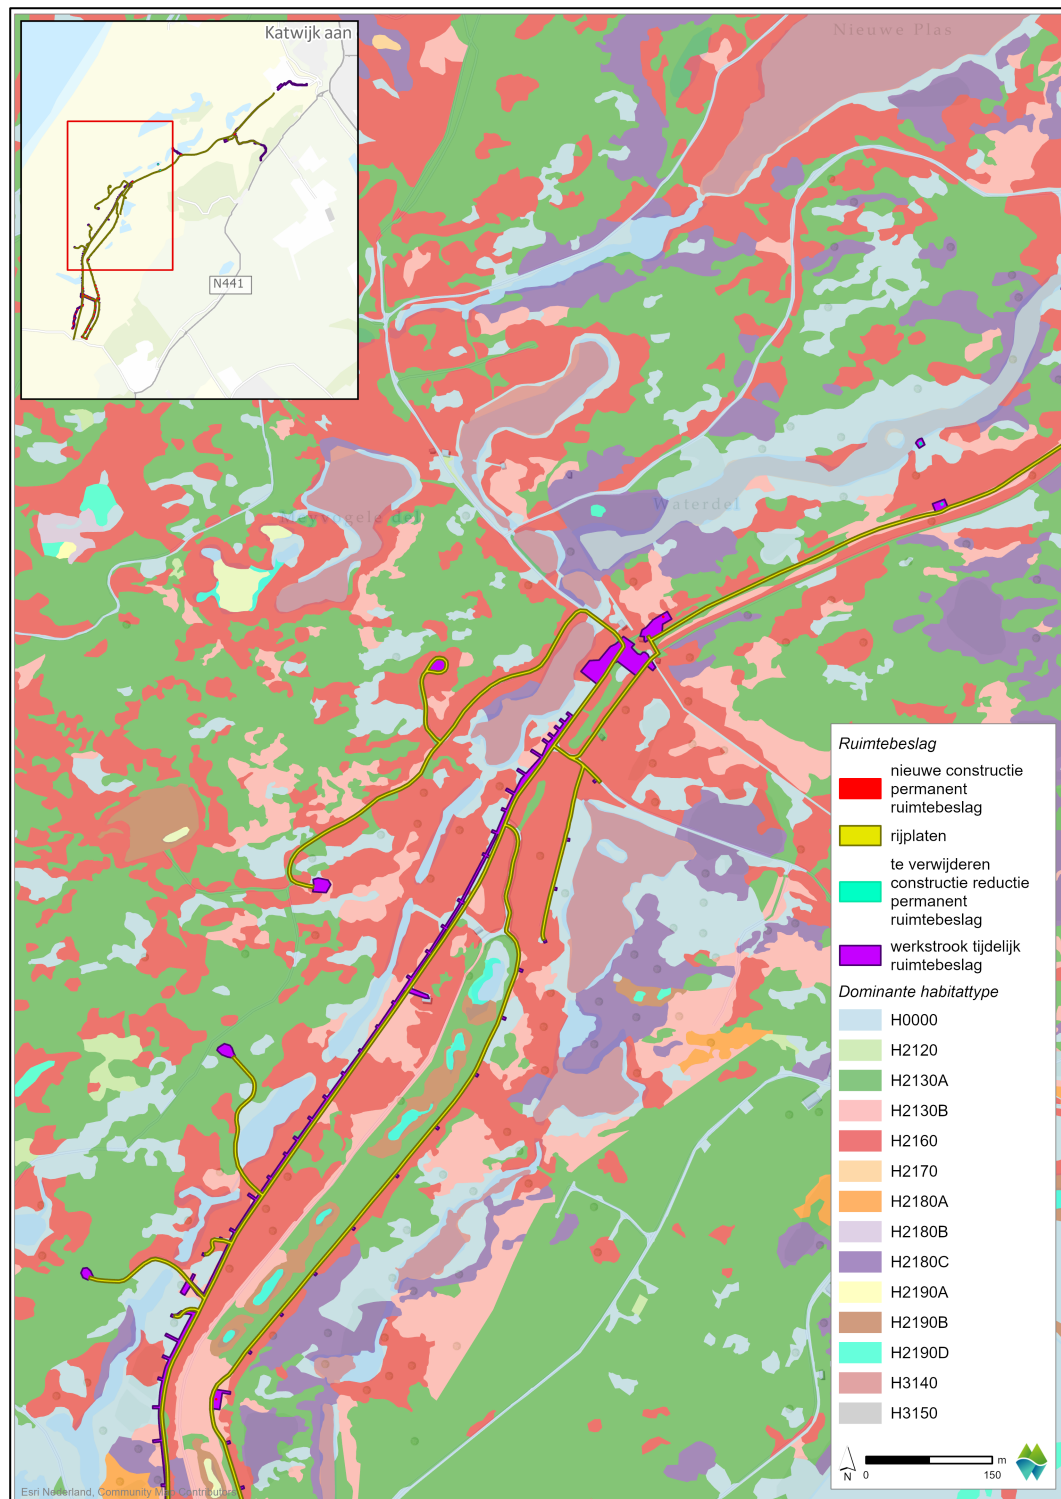 Katwijk aan
N441
Nieuwe Plas
Meyvogele del
Waterdel
Ruimtebeslag
nieuwe constructie
permanent
ruimtebeslag
rijplaten
te verwijderen
constructie reductie
permanent
ruimtebeslag
werkstrook tijdelijk
ruimtebeslag
Dominante habitattype
H0000
H2120
H2130A
H2130B
H2160
H2170
H2180A
H2180B
H2180C
H2190A
H2190B
H2190D
H3140
H3150
N
m
0 150
Esri Nederland, Community Map Contributors